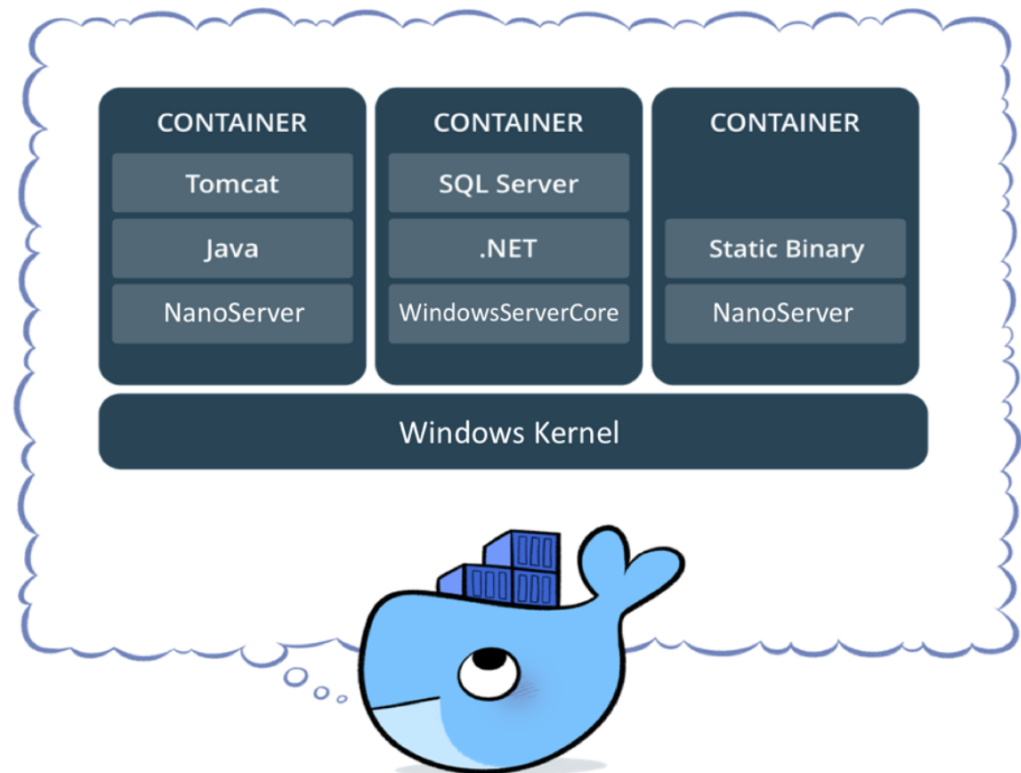 CONTAINER
Tomcat
Java
NanoServer
CONTAINER
SQL Server
.NET
WindowsServerCore
CONTAINER
Static Binary
NanoServer
Windows Kernel